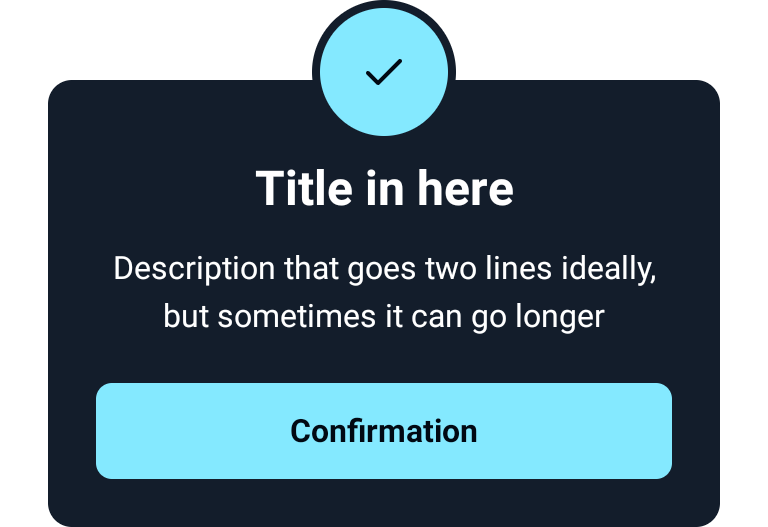 Title in here
Description that goes two lines ideally,
but sometimes it can go longer
Confirmation